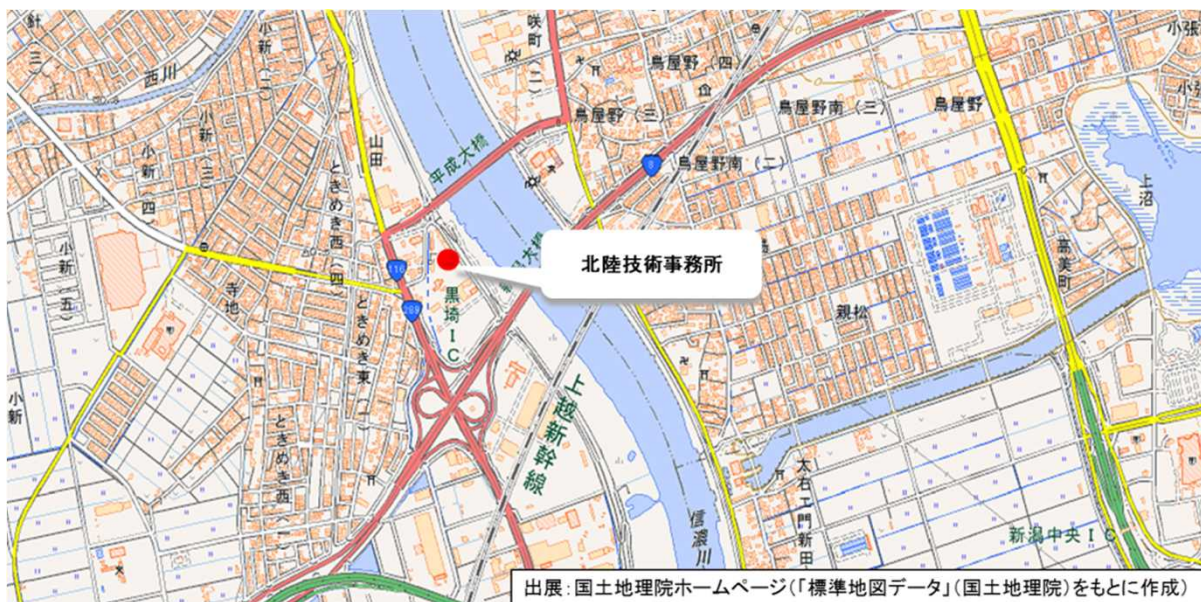 咲町(二)
鳥屋野(四)
小張
西川
小新(二)
鳥屋野(三)
鳥屋野南(三)
鳥屋野
小新(三)
山田
平成大橋
8
鳥屋野南(二)
上沼
小新(四)
ときめき西(四)
北陸技術事務所
高美町
小新(五)
116
寺地
289
黒埼IC
親松
ときめき東(一)
上越新幹線
小新
ときめき西(一)
太右エ門新田
信濃川
新潟中央IC
出展:国土地理院ホームページ(「標準地図データ」(国土地理院)をもとに作成)